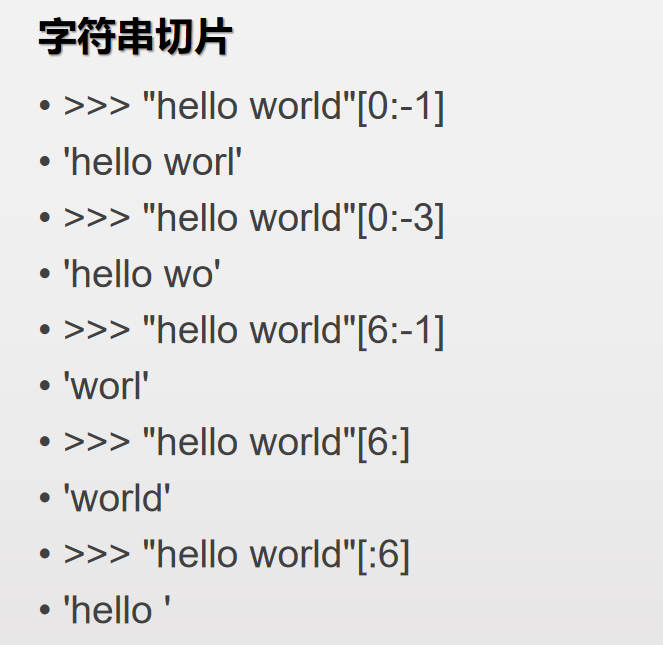 字符串切片
• >>> "hello world"[0:-1]
• 'hello worl'
• >>> "hello world"[0:-3]
• 'hello wo'
• >>> "hello world"[6:-1]
• 'worl'
• >>> "hello world"[6:]
• 'world'
• >>> "hello world"[:6]
• 'hello '